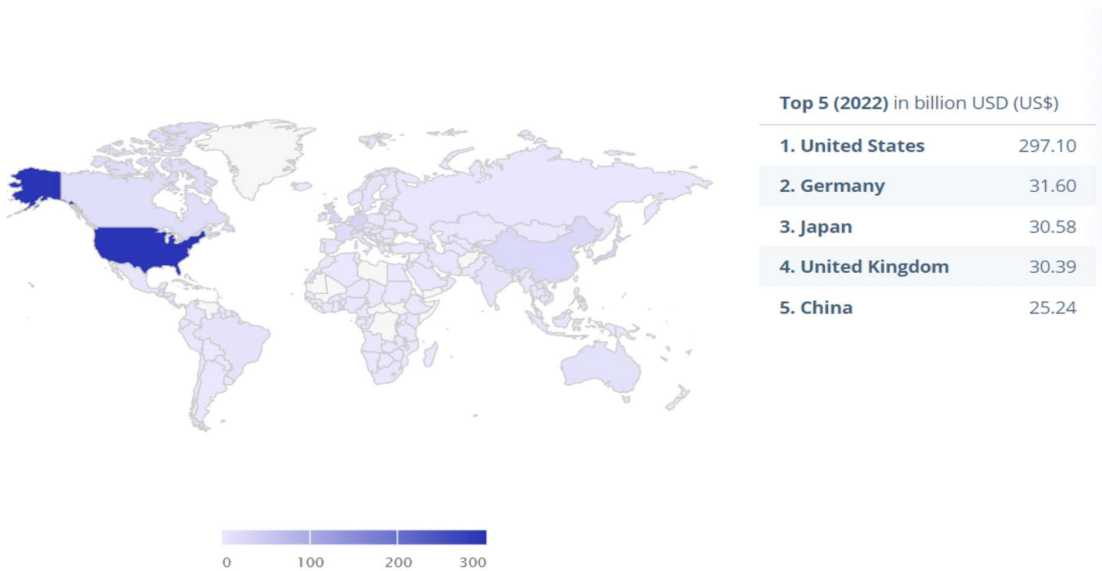 Top 5 (2022) in billion USD (US$)
1. United States 297.10
2. Germany 31.60
3. Japan 30.58
4. United Kingdom 30.39
5. China 25.24
0 100 200 300